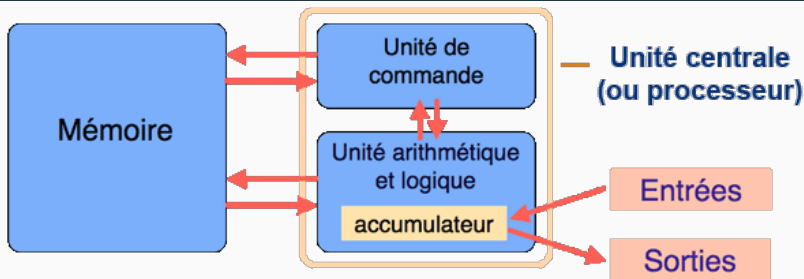 Mémoire
Unité de
commande
Unité arithmétique
et logique
accumulateur
Unité centrale
(ou processeur)
Entrées
Sorties